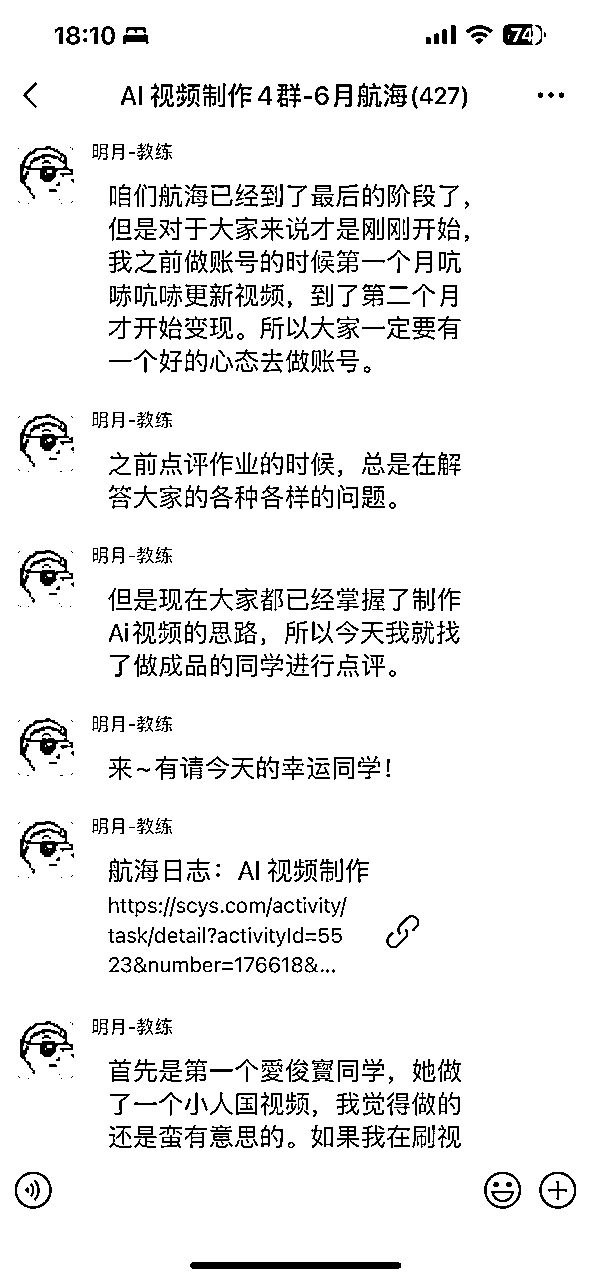 18:10
74
AI 视频制作4群-6月航海(427)
明月-教练
咱们航海已经到了最后的阶段了，
但是对于大家来说才是刚刚开始，
我之前做账号的时候第一个月吭
哧吭哧更新视频，到了第二个月
才开始变现。所以大家一定要有
一个好的心态去做账号。
明月-教练
之前点评作业的时候，总是在解
答大家的各种各样的问题。
明月-教练
但是现在大家都已经掌握了制作
Ai视频的思路，所以今天我就找
了做成品的同学进行点评。
明月-教练
来~有请今天的幸运同学！
明月-教练
航海日志：AI 视频制作
https://scys.com/activity/
task/detail?activityId=55
23&number=176618&...
明月-教练
首先是第一个愛俊寳同学，她做
了一个小人国视频，我觉得做的
还是蛮有意思的。如果我在刷视